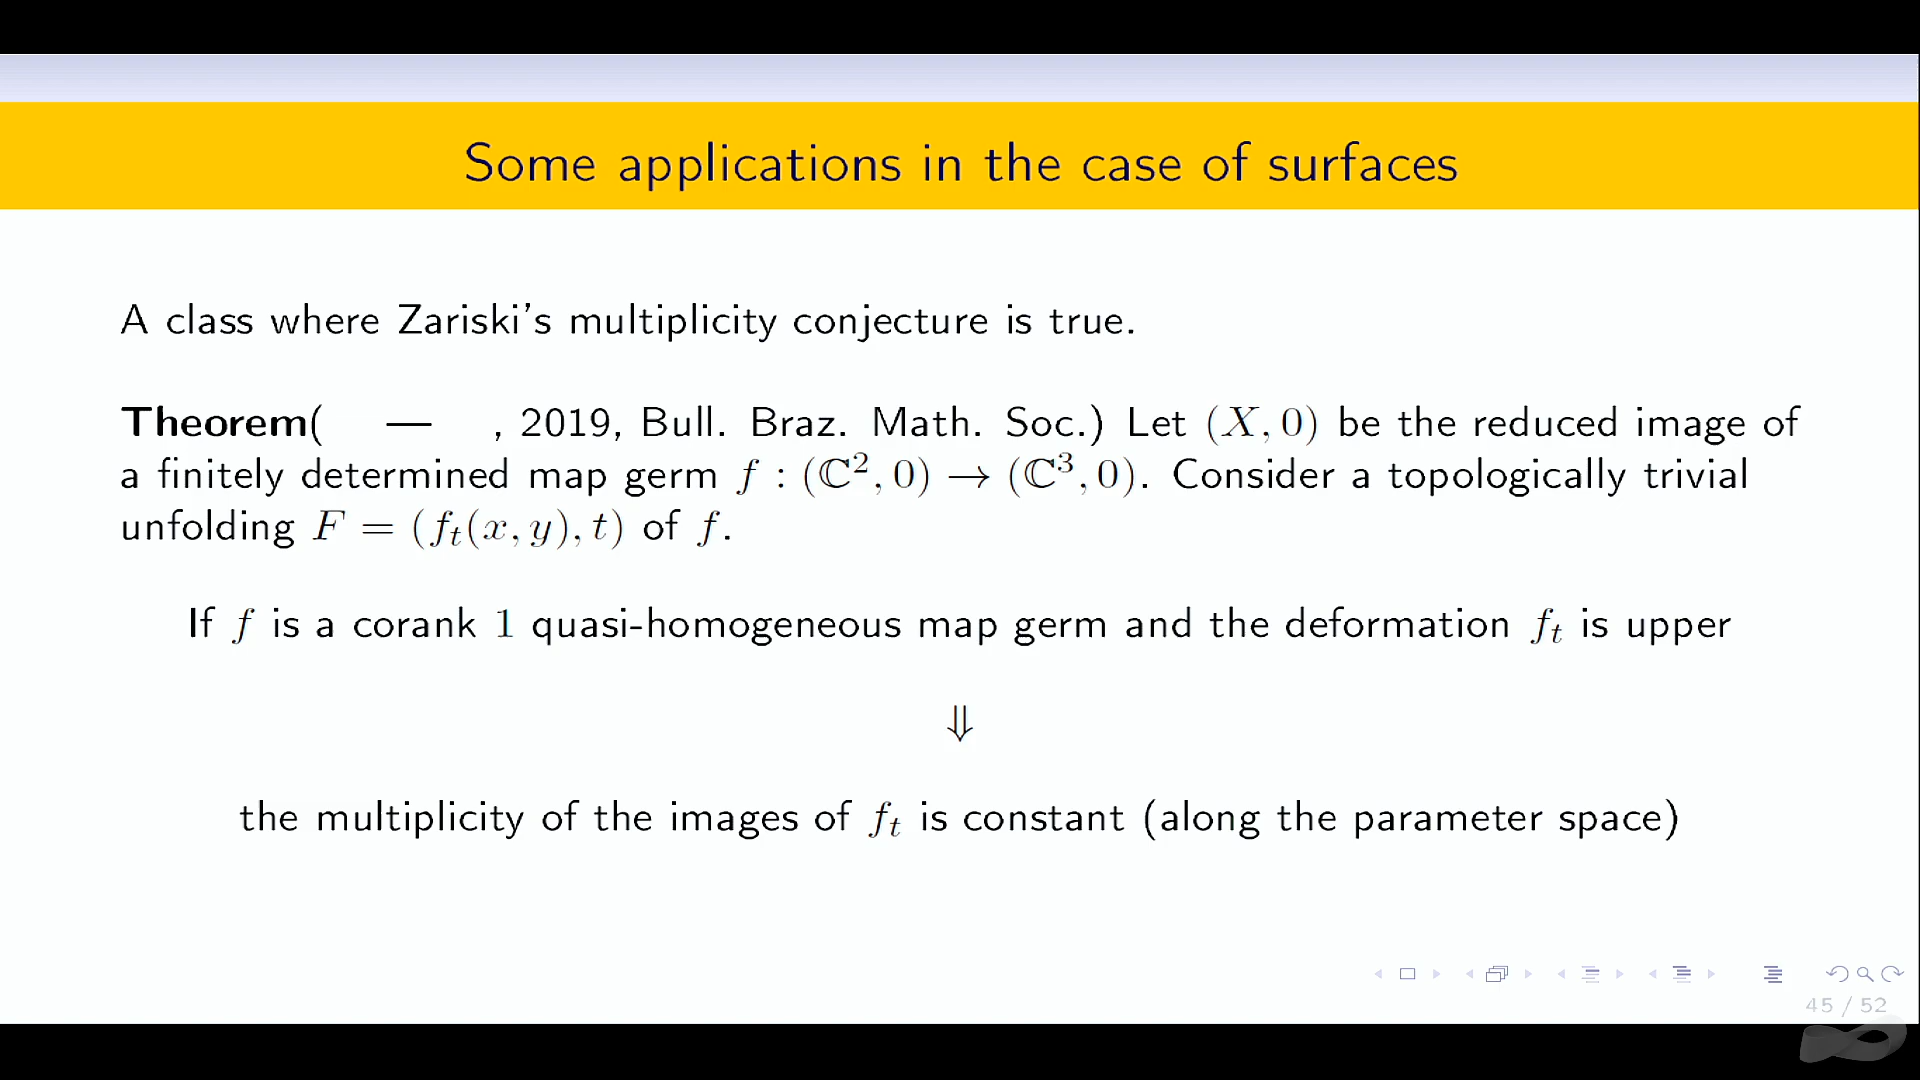 Some applications in the case of surfaces
A class where Zariski's multiplicity conjecture is true.
Theorem( — , 2019, Bull. Braz. Math. Soc.) Let (X, 0) be the reduced image of
a finitely determined map germ f : (ℂ², 0) → (ℂ³, 0). Consider a topologically trivial
unfolding F = (fₜ(x, y), t) of f.
If f is a corank 1 quasi-homogeneous map germ and the deformation fₜ is upper
⇓
the multiplicity of the images of fₜ is constant (along the parameter space)
45 / 52